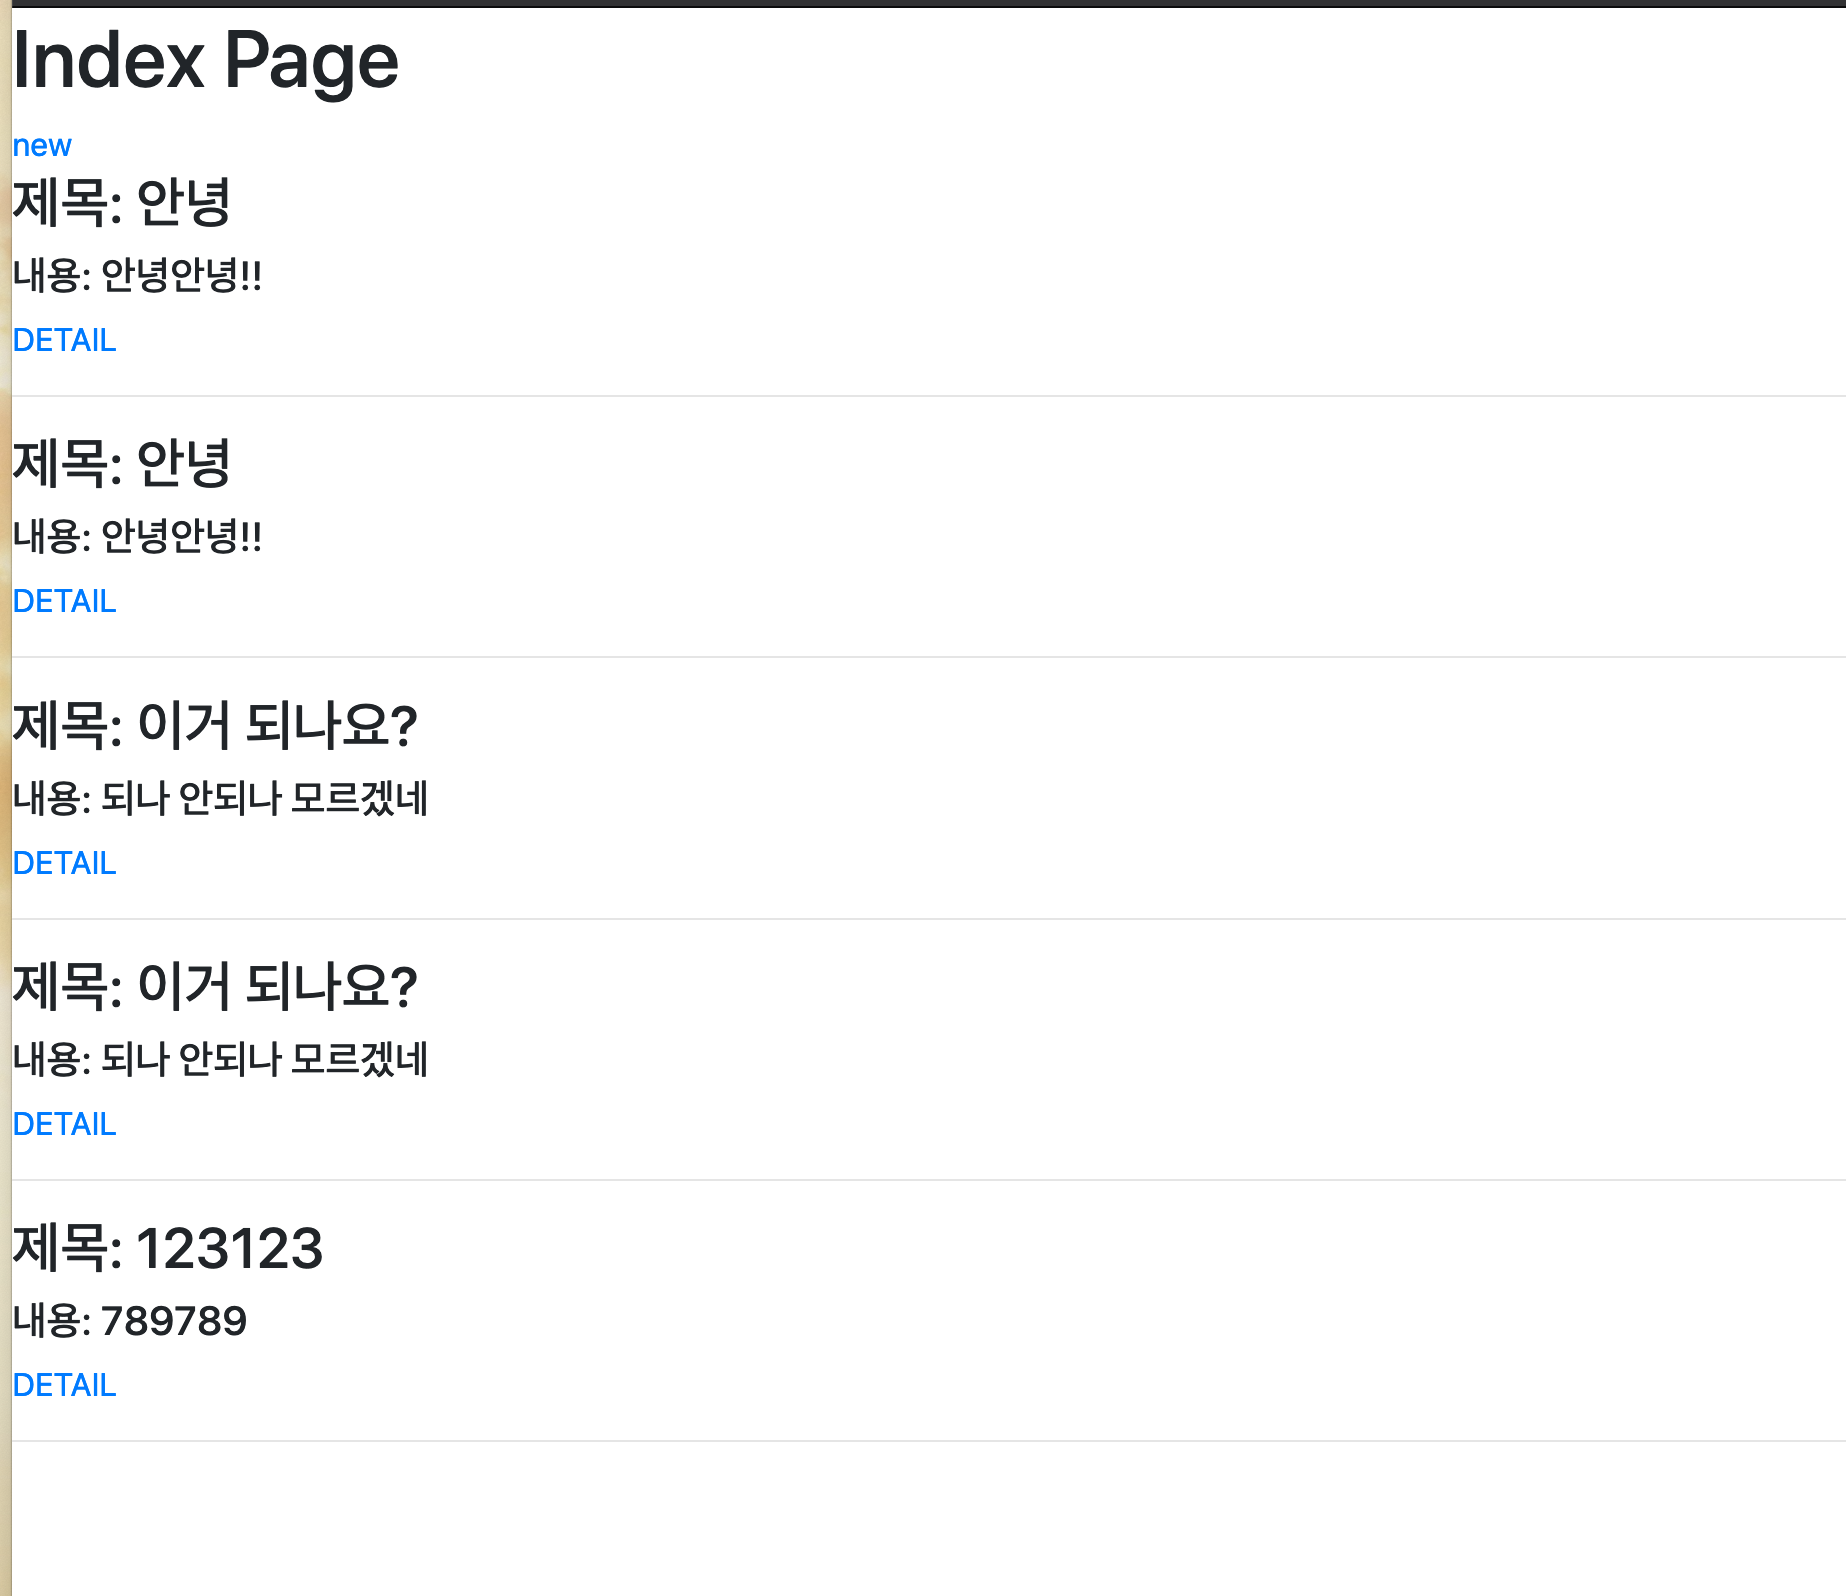 Index Page
new
제목: 안녕
내용: 안녕안녕!!
DETAIL
제목: 안녕
내용: 안녕안녕!!
DETAIL
제목: 이거 되나요?
내용: 되나 안되나 모르겠네
DETAIL
제목: 이거 되나요?
내용: 되나 안되나 모르겠네
DETAIL
제목: 123123
내용: 789789
DETAIL